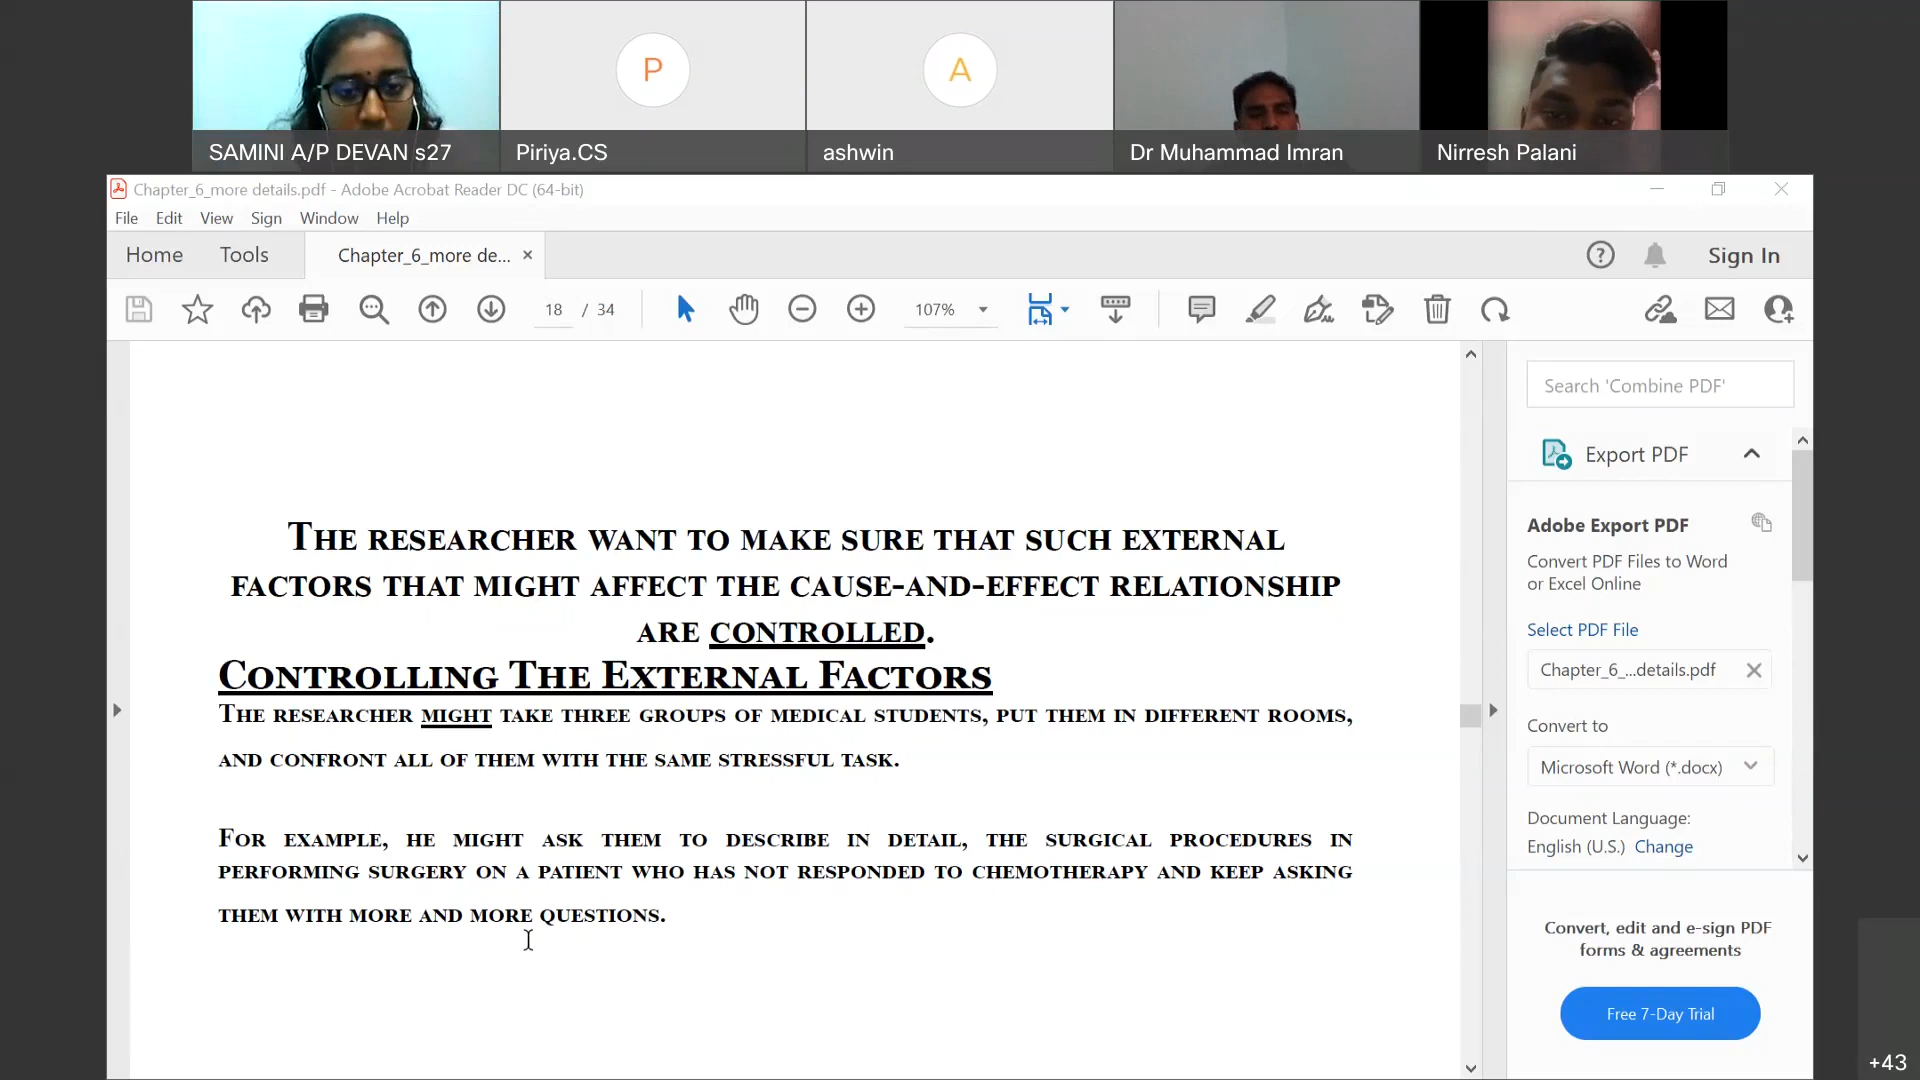 P
A
SAMINI A/P DEVAN s27
Piriya.CS
ashwin
Dr Muhammad Imran
Nirresh Palani
Chapter_6_more details.pdf - Adobe Acrobat Reader DC (64-bit)
File Edit View Sign Window Help
Home Tools Chapter_6_more de... × Sign In
18 / 34 107%
Search 'Combine PDF'
Export PDF
Adobe Export PDF
Convert PDF Files to Word
or Excel Online
Select PDF File
Chapter_6_...details.pdf
Convert to
Microsoft Word (*.docx)
Document Language:
English (U.S.) Change
Convert, edit and e-sign PDF
forms & agreements
Free 7-Day Trial
THE RESEARCHER WANT TO MAKE SURE THAT SUCH EXTERNAL
FACTORS THAT MIGHT AFFECT THE CAUSE-AND-EFFECT RELATIONSHIP
ARE CONTROLLED.
CONTROLLING THE EXTERNAL FACTORS
THE RESEARCHER MIGHT TAKE THREE GROUPS OF MEDICAL STUDENTS, PUT THEM IN DIFFERENT ROOMS,
AND CONFRONT ALL OF THEM WITH THE SAME STRESSFUL TASK.
FOR EXAMPLE, HE MIGHT ASK THEM TO DESCRIBE IN DETAIL, THE SURGICAL PROCEDURES IN
PERFORMING SURGERY ON A PATIENT WHO HAS NOT RESPONDED TO CHEMOTHERAPY AND KEEP ASKING
THEM WITH MORE AND MORE QUESTIONS.
+43